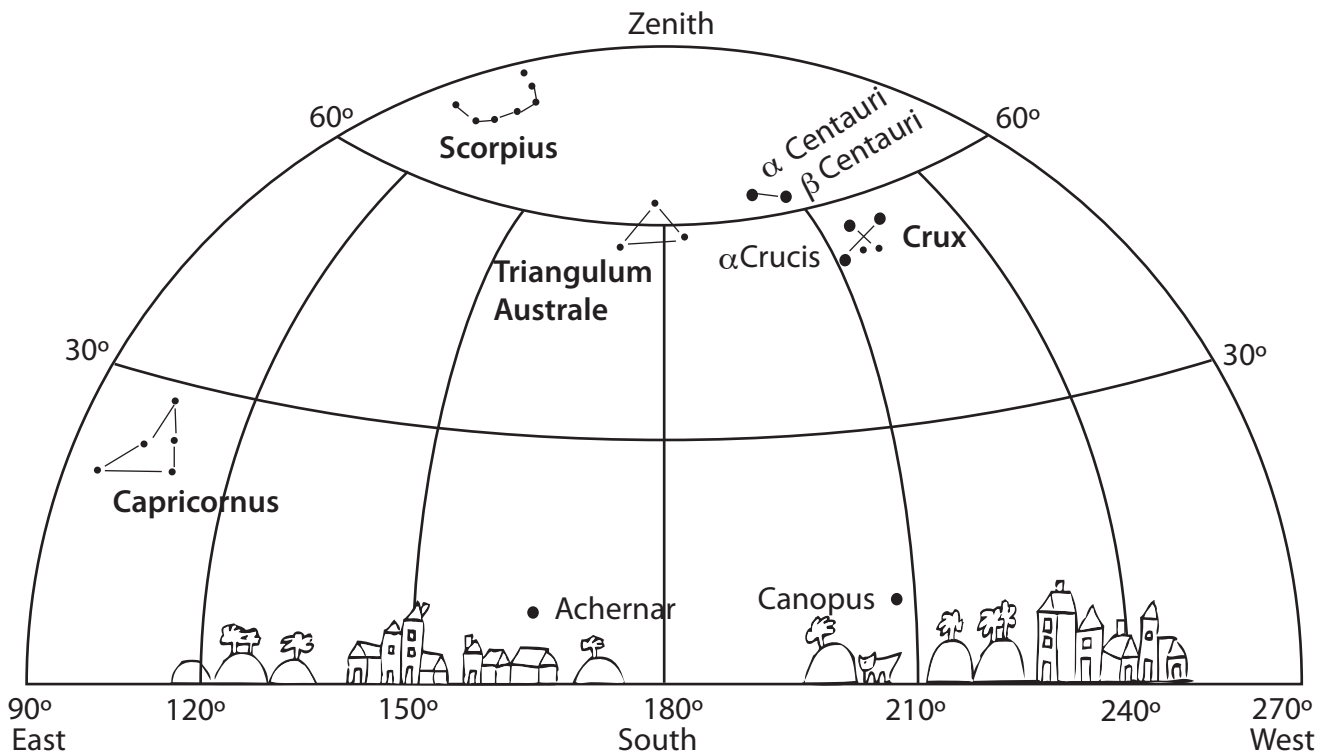 Zenith
60º
60º
α Centauri
β Centauri
Scorpius
αCrucis
Crux
Triangulum
Australe
30º
30º
Capricornus
Achernar
Canopus
90º
120º
150º
180º
210º
240º
270º
East
South
West